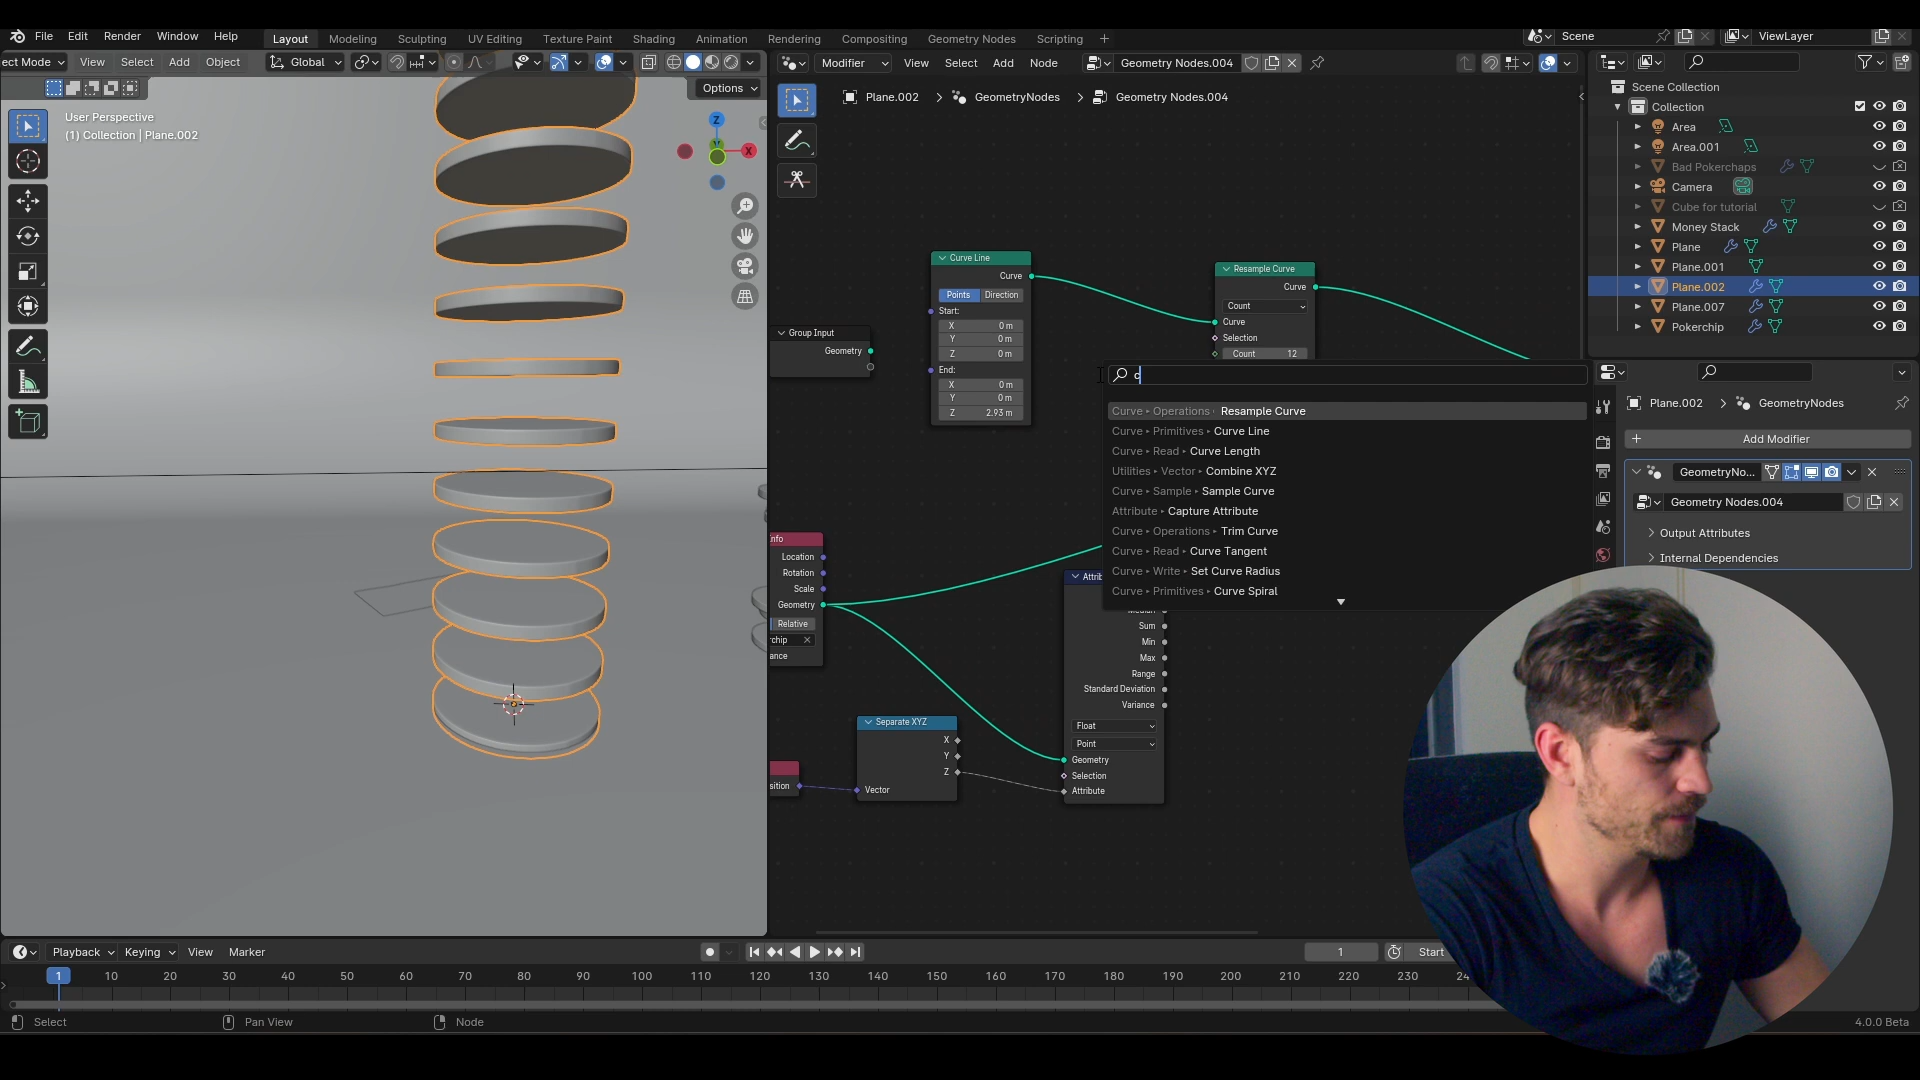 File Edit Render Window Help
Layout Modeling Sculpting UV Editing Texture Paint Shading Animation Rendering Compositing Geometry Nodes Scripting +
Scene
ViewLayer
ect Mode View Select Add Object
Global
Options
User Perspective
(1) Collection | Plane.002
Z
Y
X
Modifier View Select Add Node
Geometry Nodes.004
Plane.002 > GeometryNodes > Geometry Nodes.004
Group Input
Geometry
Curve Line
Curve
Points Direction
Start:
X 0 m
Y 0 m
Z 0 m
End:
X 0 m
Y 0 m
Z 2.93 m
Resample Curve
Curve
Count
Curve
Selection
Count 12
c
Curve ▸ Operations ▸ Resample Curve
Curve ▸ Primitives ▸ Curve Line
Curve ▸ Read ▸ Curve Length
Utilities ▸ Vector ▸ Combine XYZ
Curve ▸ Sample ▸ Sample Curve
Attribute ▸ Capture Attribute
Curve ▸ Operations ▸ Trim Curve
Curve ▸ Read ▸ Curve Tangent
Curve ▸ Write ▸ Set Curve Radius
Curve ▸ Primitives ▸ Curve Spiral
nfo
Location
Rotation
Scale
Geometry
Relative
chip
ance
Separate XYZ
X
Y
Z
Vector
sition
Attrib
Median
Sum
Min
Max
Range
Standard Deviation
Variance
Float
Point
Geometry
Selection
Attribute
Scene Collection
Collection
Area
Area.001
Bad Pokerchaps
Camera
Cube for tutorial
Money Stack
Plane
Plane.001
Plane.002
Plane.007
Pokerchip
Plane.002 > GeometryNodes
Add Modifier
GeometryNo...
Geometry Nodes.004
Output Attributes
Internal Dependencies
Playback Keying View Marker
1
Start
1 10 20 30 40 50 60 70 80 90 100 110 120 130 140 150 160 170 180 190 200 210 220 230 24
Select
Pan View
Node
4.0.0 Beta